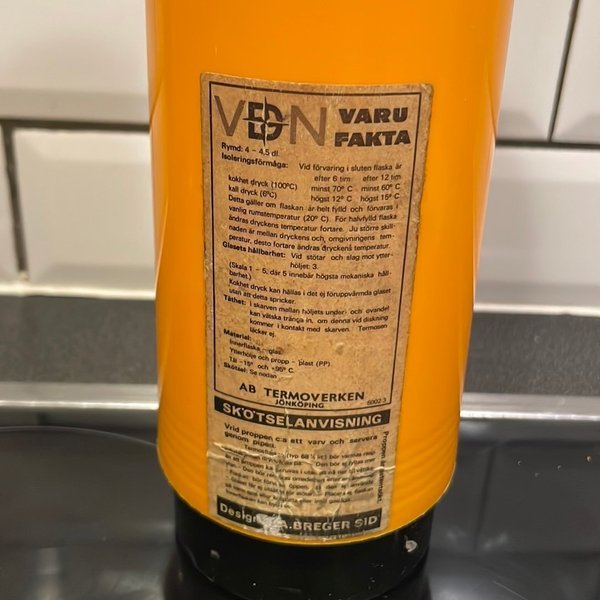 VDN VARU
FAKTA
Rymd: 4 - 4,5 dl.
Isoleringsförmåga: Vid förvaring i sluten flaska är
efter 6 tim efter 12 tim
kokhet dryck (100°C) minst 70° C minst 60° C
kall dryck (6°C) högst 12° C högst 15° C
Detta gäller om flaskan är helt fylld och förvaras i
vanlig rumstemperatur (20° C). För halvfylld flaska
ändras dryckens temperatur fortare. Ju större skill-
naden är mellan dryckens och omgivningens tem-
peratur, desto fortare ändras dryckens temperatur.
Glasets hållbarhet: Vid stötar och slag mot ytter-
höljet: 3.
(Skala 1 - 5, där 5 innebär högsta mekaniska håll-
barhet.)
Kokhet dryck kan hällas i det ej föruppvärmda glaset
utan att detta spricker.
Täthet: i skarven mellan höljets under- och ovandel
kan vätska tränga in, om denna vid diskning
kommer i kontakt med skarven. Termosen
läcker ej.
Material:
Innerflaska - glas
Ytterhölje och propp - plast (PP)
Tål -15° och +95° C.
Skötsel: Se nedan
AB TERMOVERKEN
JÖNKÖPING 6002 3
SKÖTSELANVISNING
Vrid proppen c:a ett varv och servera
genom pipen.
Design: A. BREGER SID